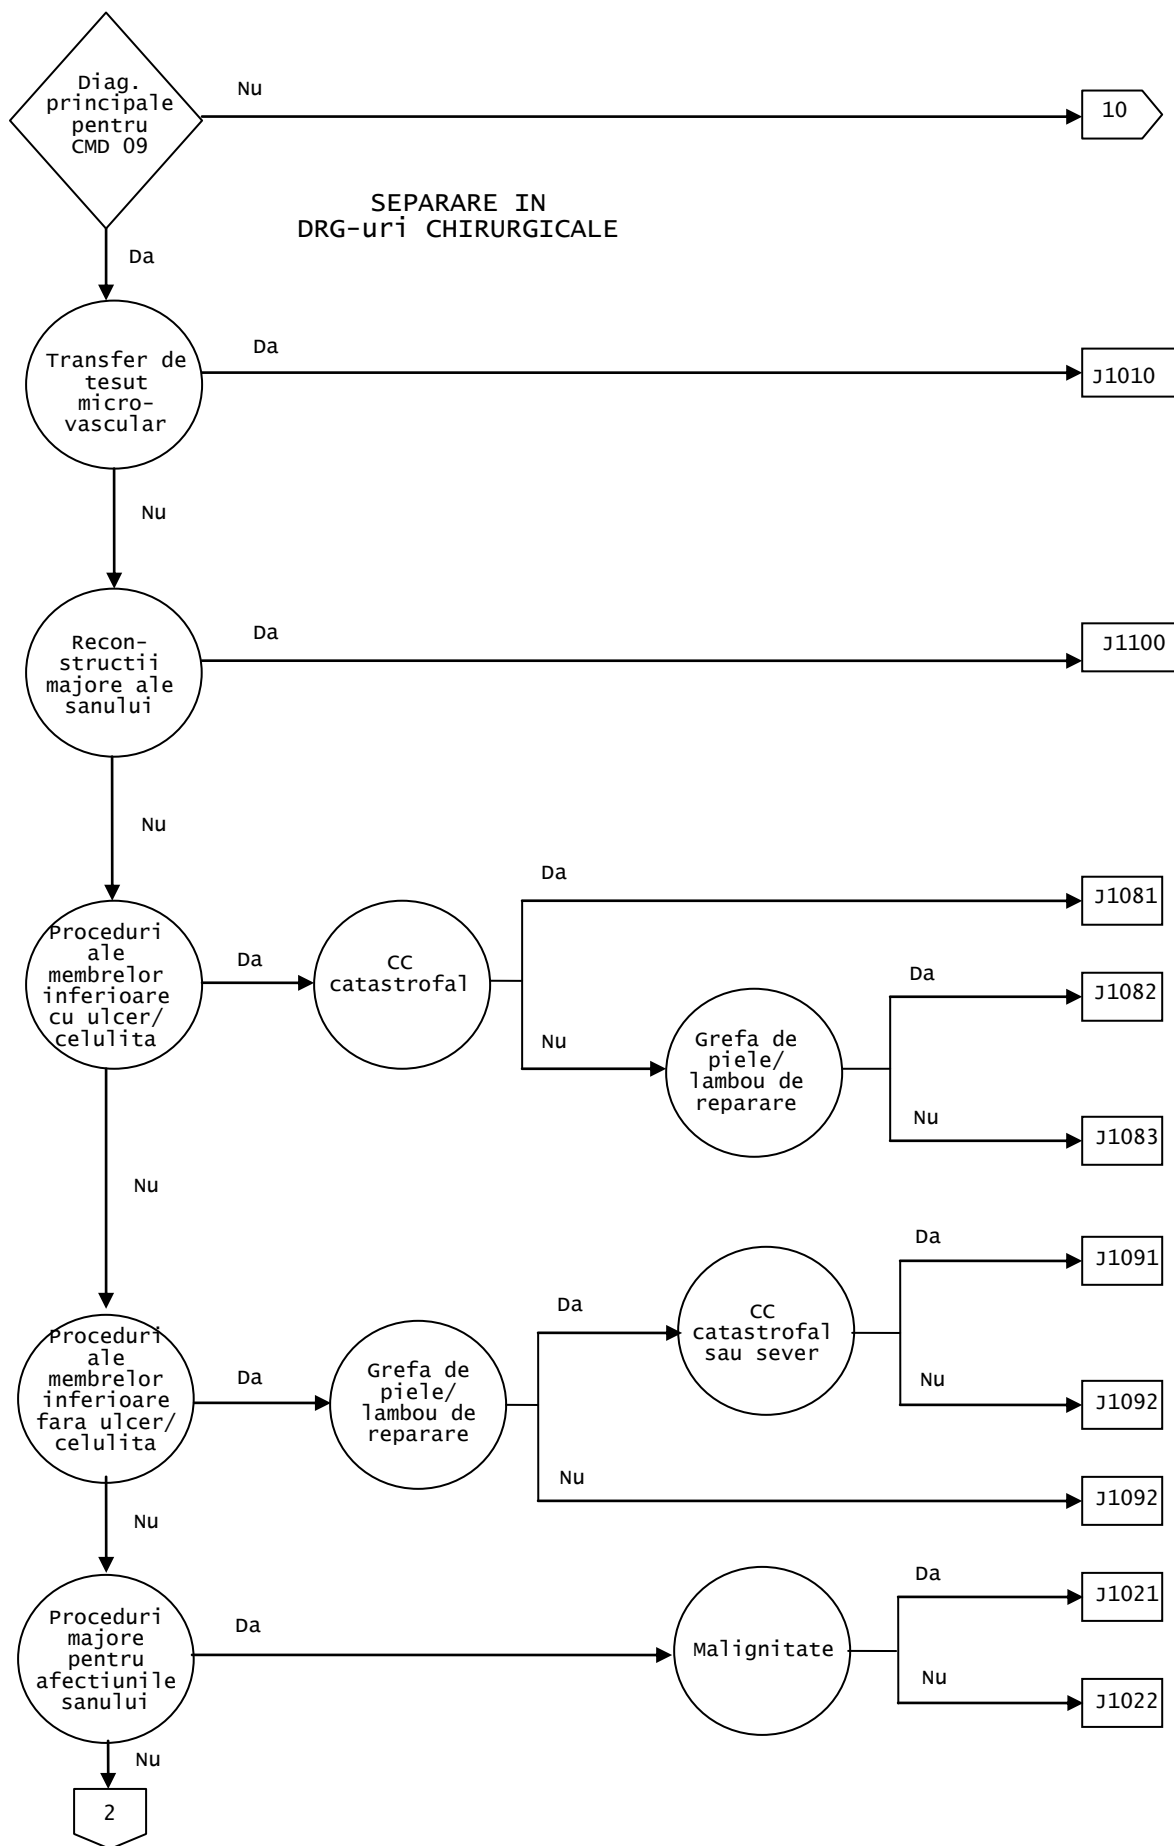 Diag.
principale
pentru
CMD 09
Nu
10
SEPARARE IN
DRG-uri CHIRURGICALE
Da
Transfer de
tesut
micro-
vascular
Da
J1010
Nu
Recon-
structii
majore ale
sanului
Da
J1100
Nu
Proceduri
ale
membrelor
inferioare
cu ulcer/
celulita
Da
CC
catastrofal
Da
J1081
Nu
Grefa de
piele/
lambou de
reparare
Da
J1082
Nu
J1083
Nu
Proceduri
ale
membrelor
inferioare
fara ulcer/
celulita
Da
Grefa de
piele/
lambou de
reparare
Da
CC
catastrofal
sau sever
Da
J1091
Nu
J1092
Nu
J1092
Nu
Proceduri
majore
pentru
afectiunile
sanului
Da
Malignitate
Da
J1021
Nu
J1022
Nu
2